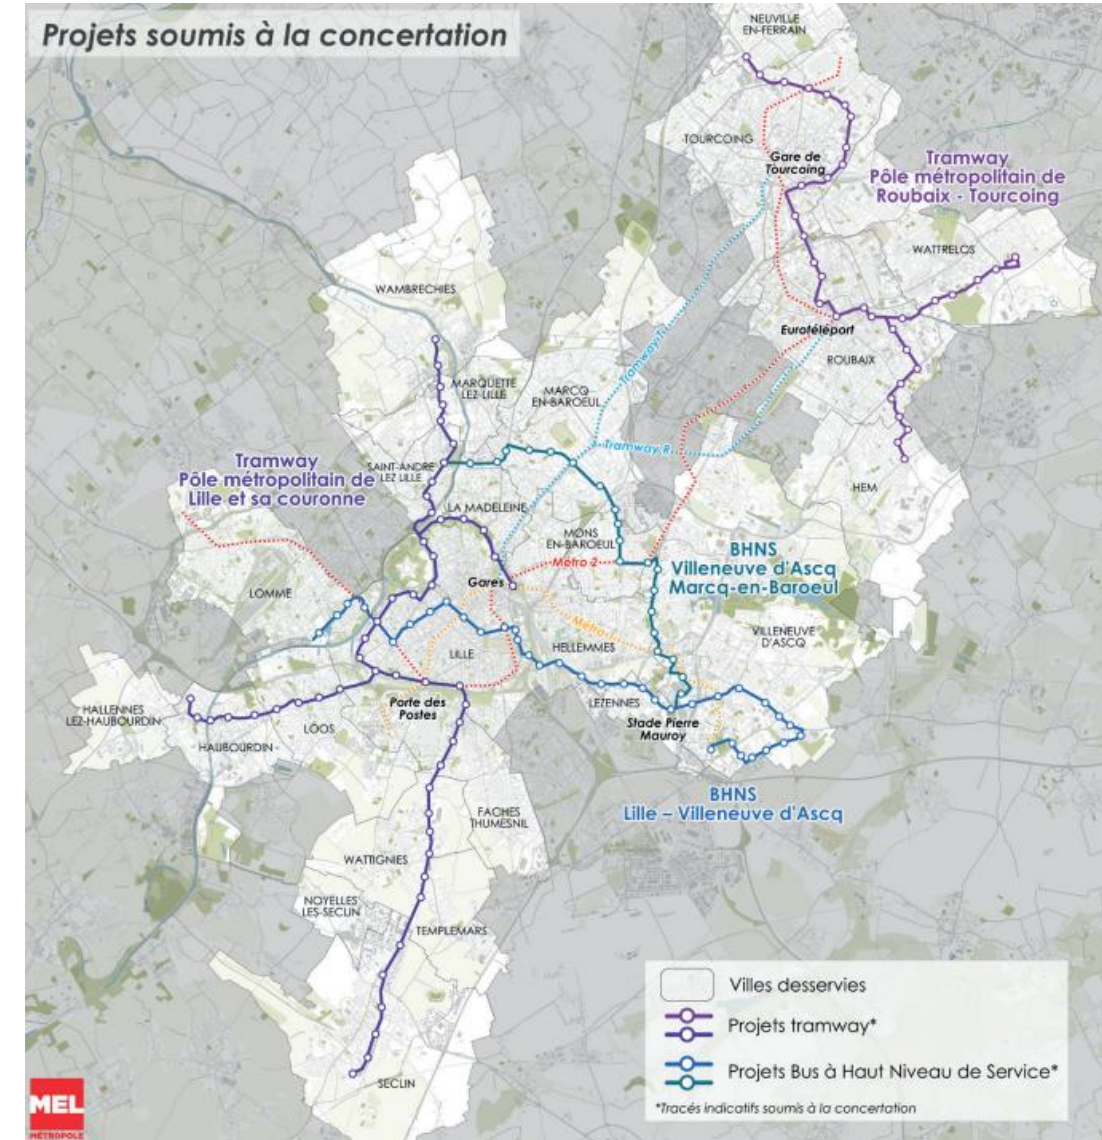 Projets soumis à la concertation
NEUVILLE
EN-FERRAIN
TOURCOING
Gare de
Tourcoing
Tramway
Pôle métropolitain de
Roubaix - Tourcoing
WATTRELOS
WAMBRECHIES
Eurotéléport
ROUBAIX
Tramway T
MARQUETTE
LEZ-LILLE
MARCQ
EN-BAROEUL
Tramway R
Tramway
Pôle métropolitain de
Lille et sa couronne
SAINT-ANDRE
LEZ LILLE
LA MADELEINE
HEM
MONS
EN-BAROEUL
Métro 2
BHNS
Villeneuve d'Ascq
Marcq-en-Baroeul
Gares
LOMME
Métro 1
VILLENEUVE
D'ASCQ
LILLE
HELLEMMES
HALLENNES
LEZ-HAUBOURDIN
LOOS
HAUBOURDIN
Porte des
Postes
LEZENNES
Stade Pierre
Mauroy
BHNS
Lille – Villeneuve d'Ascq
FACHES
THUMESNIL
WATTIGNIES
NOYELLES
LES-SECLIN
TEMPLEMARS
SECLIN
Villes desservies
Projets tramway*
Projets Bus à Haut Niveau de Service*
*Tracés indicatifs soumis à la concertation
MEL
MÉTROPOLE